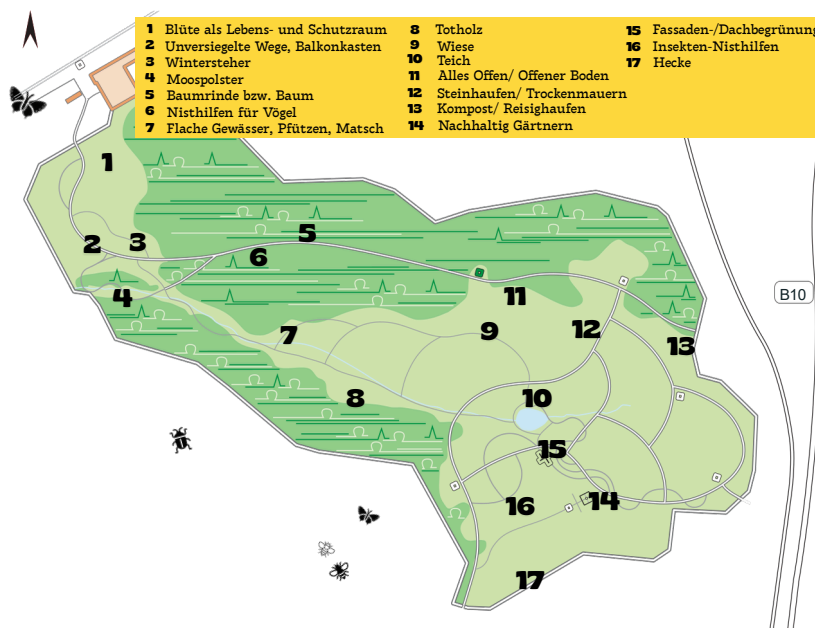 1 Blüte als Lebens- und Schutzraum
2 Unversiegelte Wege, Balkonkasten
3 Wintersteher
4 Moospolster
5 Baumrinde bzw. Baum
6 Nisthilfen für Vögel
7 Flache Gewässer, Pfützen, Matsch
8 Totholz
9 Wiese
10 Teich
11 Alles Offen/ Offener Boden
12 Steinhaufen/ Trockenmauern
13 Kompost/ Reisighaufen
14 Nachhaltig Gärtnern
15 Fassaden-/Dachbegrünung
16 Insekten-Nisthilfen
17 Hecke
1
2
3
4
5
6
7
8
9
10
11
12
13
14
15
16
17
B10